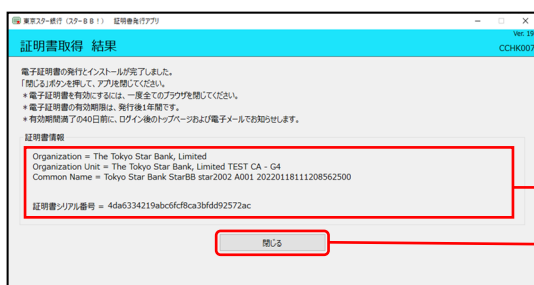 東京スター銀行(スターBB!) 証明書発行アプリ
Ver. 19
証明書取得 結果
CCHK007
電子証明書の発行とインストールが完了しました。
「閉じる」ボタンを押して、アプリを閉じてください。
*電子証明書を有効にするには、一度全てのブラウザを閉じてください。
*電子証明書の有効期限は、発行後1年間です。
*有効期間満了の40日前に、ログイン後のトップページおよび電子メールでお知らせします。
証明書情報
Organization = The Tokyo Star Bank, Limited
Organization Unit = The Tokyo Star Bank, Limited TEST CA - G4
Common Name = Tokyo Star Bank StarBB star2002 A001 20220118111208562500
証明書シリアル番号 = 4da6334219abc6fcf8ca3bfdd92572ac
閉じる